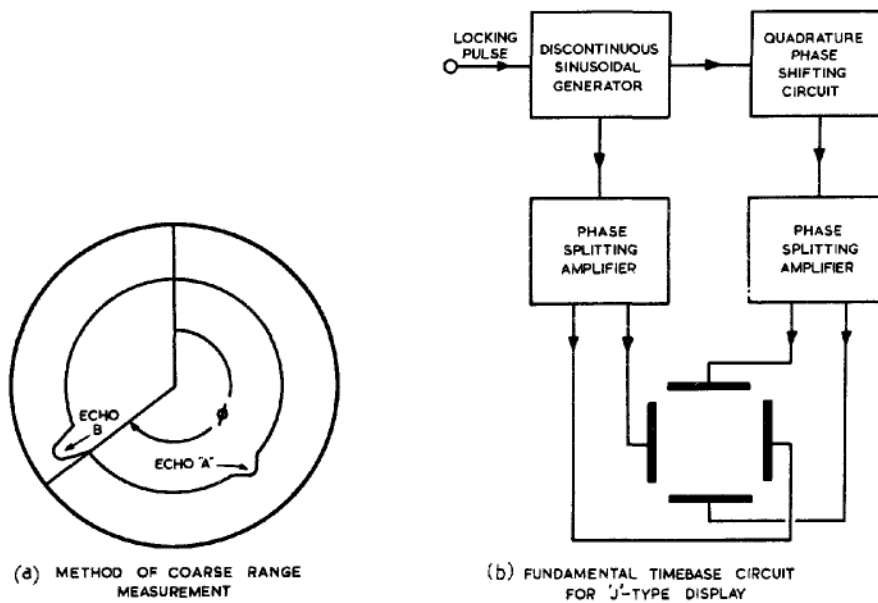 LOCKING
PULSE
DISCONTINUOUS
SINUSOIDAL
GENERATOR
QUADRATURE
PHASE
SHIFTING
CIRCUIT
PHASE
SPLITTING
AMPLIFIER
PHASE
SPLITTING
AMPLIFIER
ECHO
B
ϕ
ECHO "A"
(a) METHOD OF COARSE RANGE
MEASUREMENT
(b) FUNDAMENTAL TIMEBASE CIRCUIT
FOR 'J'-TYPE DISPLAY